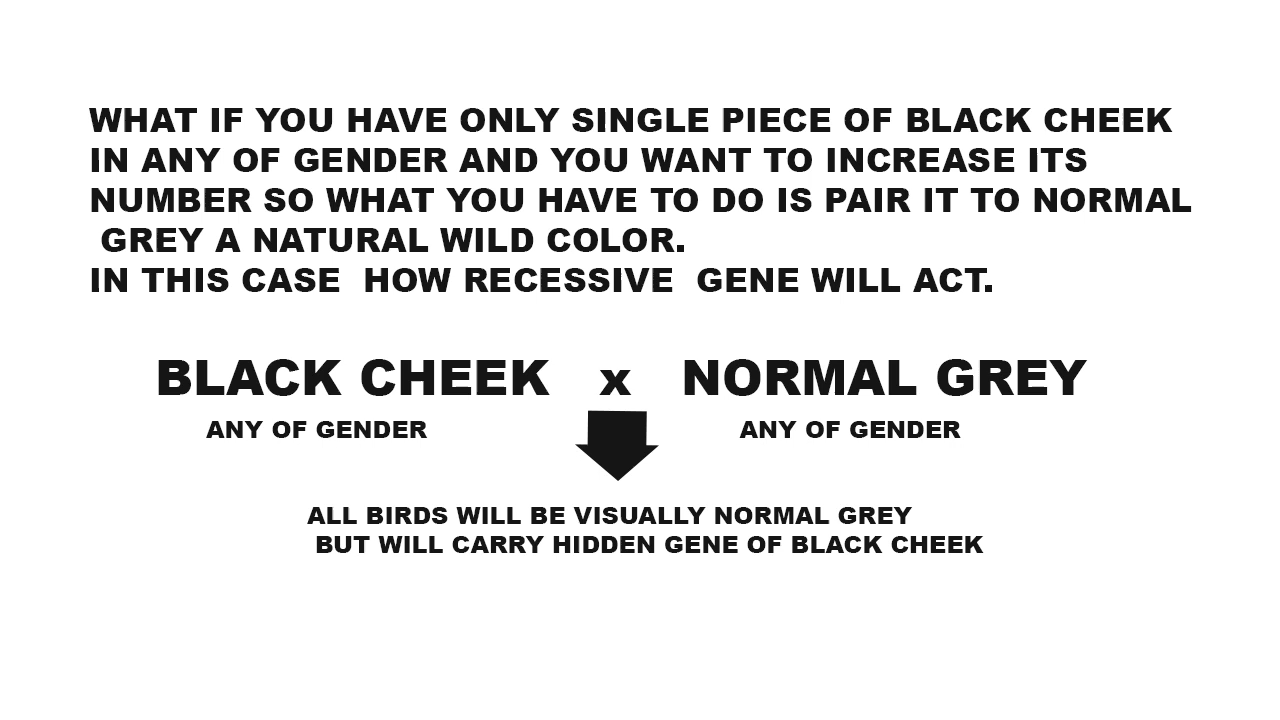 WHAT IF YOU HAVE ONLY SINGLE PIECE OF BLACK CHEEK
IN ANY OF GENDER AND YOU WANT TO INCREASE ITS
NUMBER SO WHAT YOU HAVE TO DO IS PAIR IT TO NORMAL
GREY A NATURAL WILD COLOR.
IN THIS CASE HOW RECESSIVE GENE WILL ACT.
BLACK CHEEK x NORMAL GREY
ANY OF GENDER ANY OF GENDER
ALL BIRDS WILL BE VISUALLY NORMAL GREY
BUT WILL CARRY HIDDEN GENE OF BLACK CHEEK